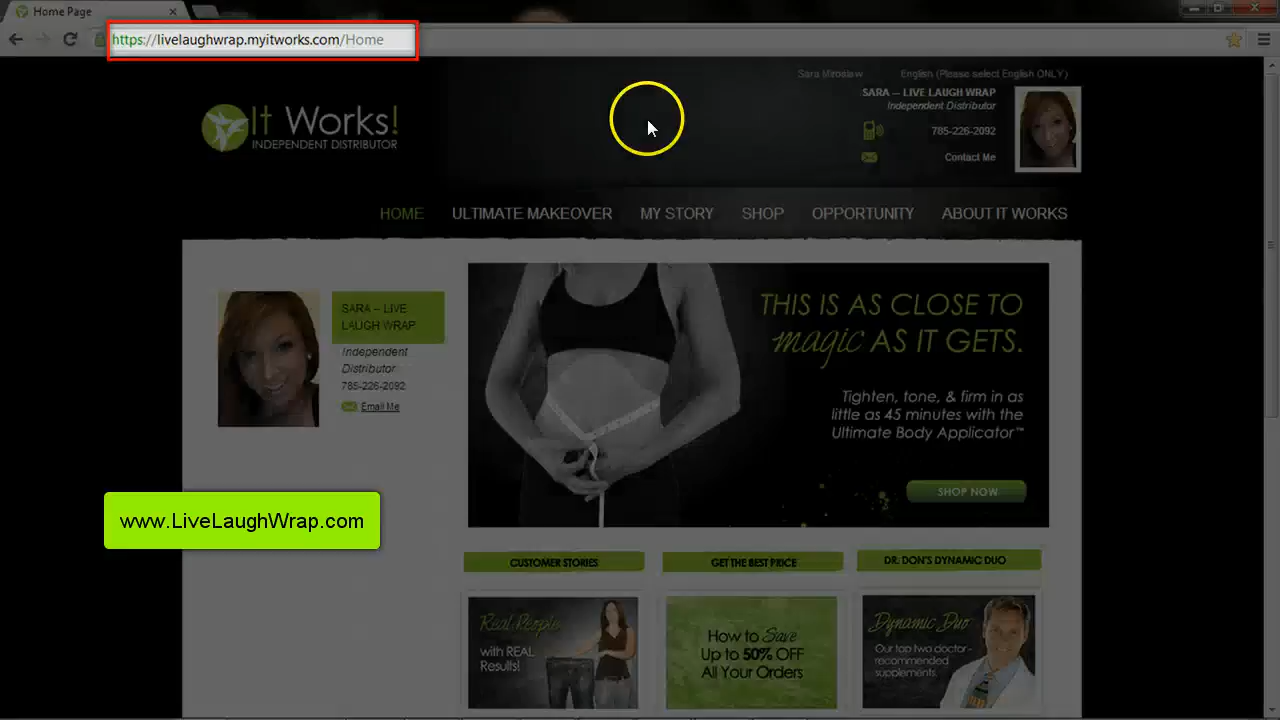 Home Page
https://livelaughwrap.myitworks.com/Home
Sara Miroslaw
English (Please select English ONLY)
SARA – LIVE LAUGH WRAP
Independent Distributor
785-226-2092
Contact Me
It Works!
INDEPENDENT DISTRIBUTOR
HOME
ULTIMATE MAKEOVER
MY STORY
SHOP
OPPORTUNITY
ABOUT IT WORKS
SARA – LIVE
LAUGH WRAP
Independent
Distributor
785-226-2092
Email Me
THIS IS AS CLOSE TO
magic AS IT GETS.
Tighten, tone, & firm in as
little as 45 minutes with the
Ultimate Body Applicator™
SHOP NOW
www.LiveLaughWrap.com
CUSTOMER STORIES
GET THE BEST PRICE
DR. DON'S DYNAMIC DUO
Real People
with REAL
Results!
How to Save
Up to 50% OFF
All Your Orders
Dynamic Duo
Our top two doctor-
recommended
supplements.